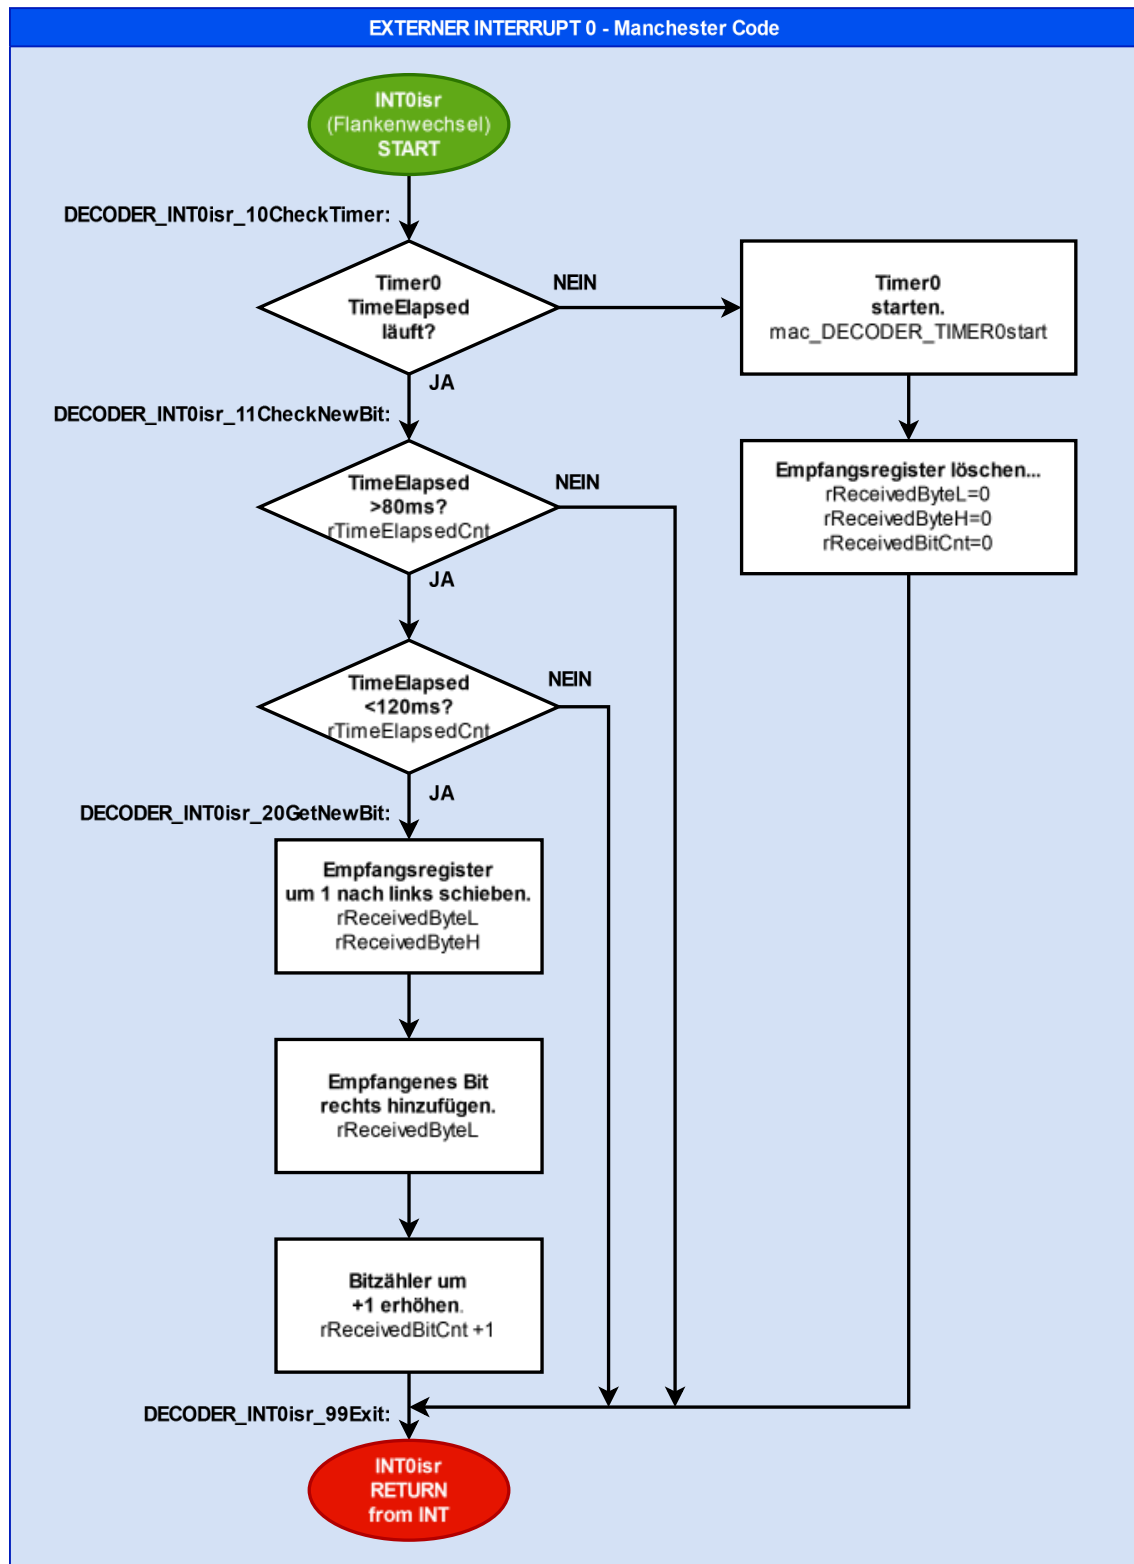 EXTERNER INTERRUPT 0 - Manchester Code
INT0isr
(Flankenwechsel)
START
DECODER_INT0isr_10CheckTimer:
Timer0
TimeElapsed
läuft?
NEIN
Timer0
starten.
mac_DECODER_TIMER0start
JA
DECODER_INT0isr_11CheckNewBit:
TimeElapsed
>80ms?
rTimeElapsedCnt
NEIN
Empfangsregister löschen...
rReceivedByteL=0
rReceivedByteH=0
rReceivedBitCnt=0
JA
TimeElapsed
<120ms?
rTimeElapsedCnt
NEIN
JA
DECODER_INT0isr_20GetNewBit:
Empfangsregister
um 1 nach links schieben.
rReceivedByteL
rReceivedByteH
Empfangenes Bit
rechts hinzufügen.
rReceivedByteL
Bitzähler um
+1 erhöhen.
rReceivedBitCnt +1
DECODER_INT0isr_99Exit:
INT0isr
RETURN
from INT